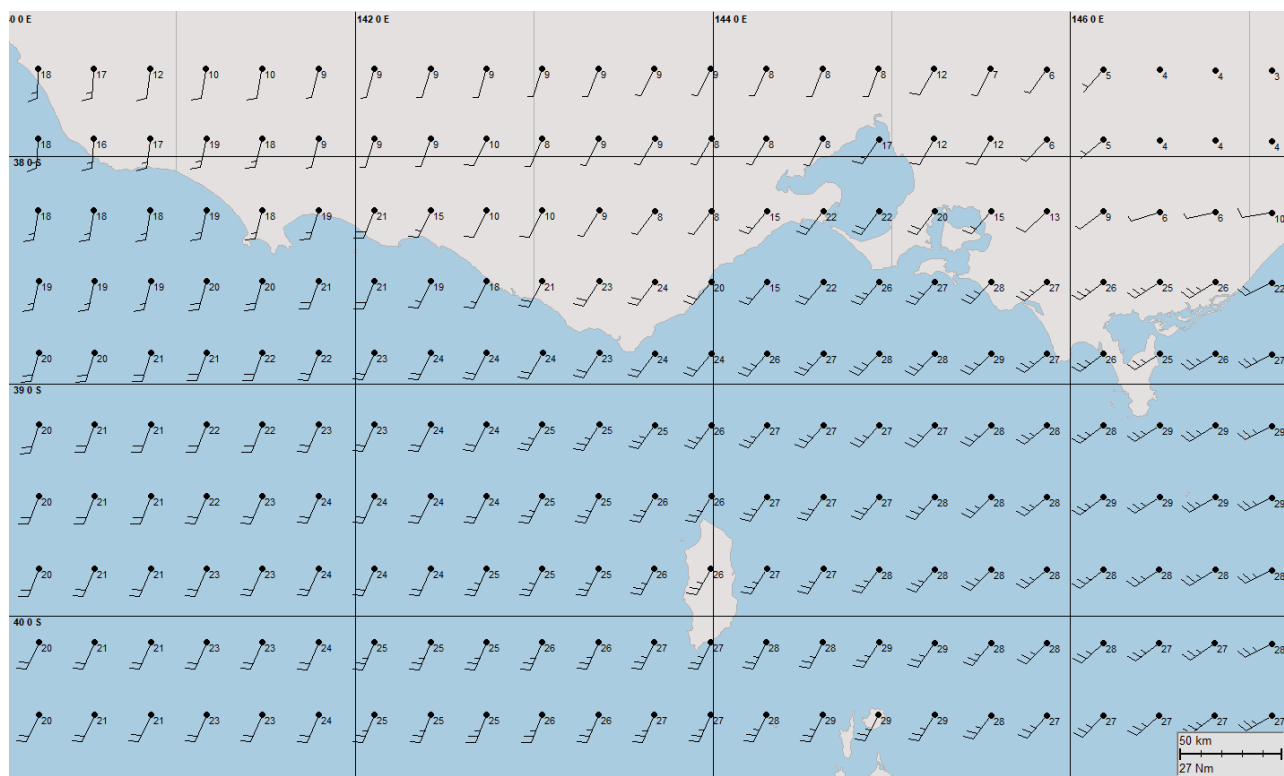 0 0 E 142 0 E 144 0 E 146 0 E
18 17 12 10 10 9 9 9 9 9 9 9 9 8 8 8 12 7 6 5 4 4 3
18 16 17 19 18 9 9 9 10 8 9 9 8 8 8 17 12 12 6 5 4 4 4
38 0 S
18 18 18 19 18 19 21 15 10 10 9 8 8 15 22 22 20 15 13 9 6 6 10
19 19 19 20 20 21 21 19 18 21 23 24 20 15 22 26 27 28 27 26 25 26 22
20 20 21 21 22 22 23 24 24 24 23 24 24 26 27 28 28 29 27 26 25 26 27
39 0 S
20 21 21 22 22 23 23 24 24 25 25 25 26 27 27 27 27 28 28 28 29 29 29
20 21 21 22 23 24 24 24 24 25 25 26 26 27 27 27 28 28 28 29 29 29 29
20 21 21 23 23 24 24 24 25 25 25 26 26 27 27 28 28 28 28 28 28 28 28
40 0 S
20 21 21 23 23 24 25 25 25 26 26 27 27 28 28 29 29 28 28 28 27 27 28
20 21 21 23 23 24 25 25 25 26 26 27 27 28 29 29 29 28 27 27 27 27 27
50 km
27 Nm